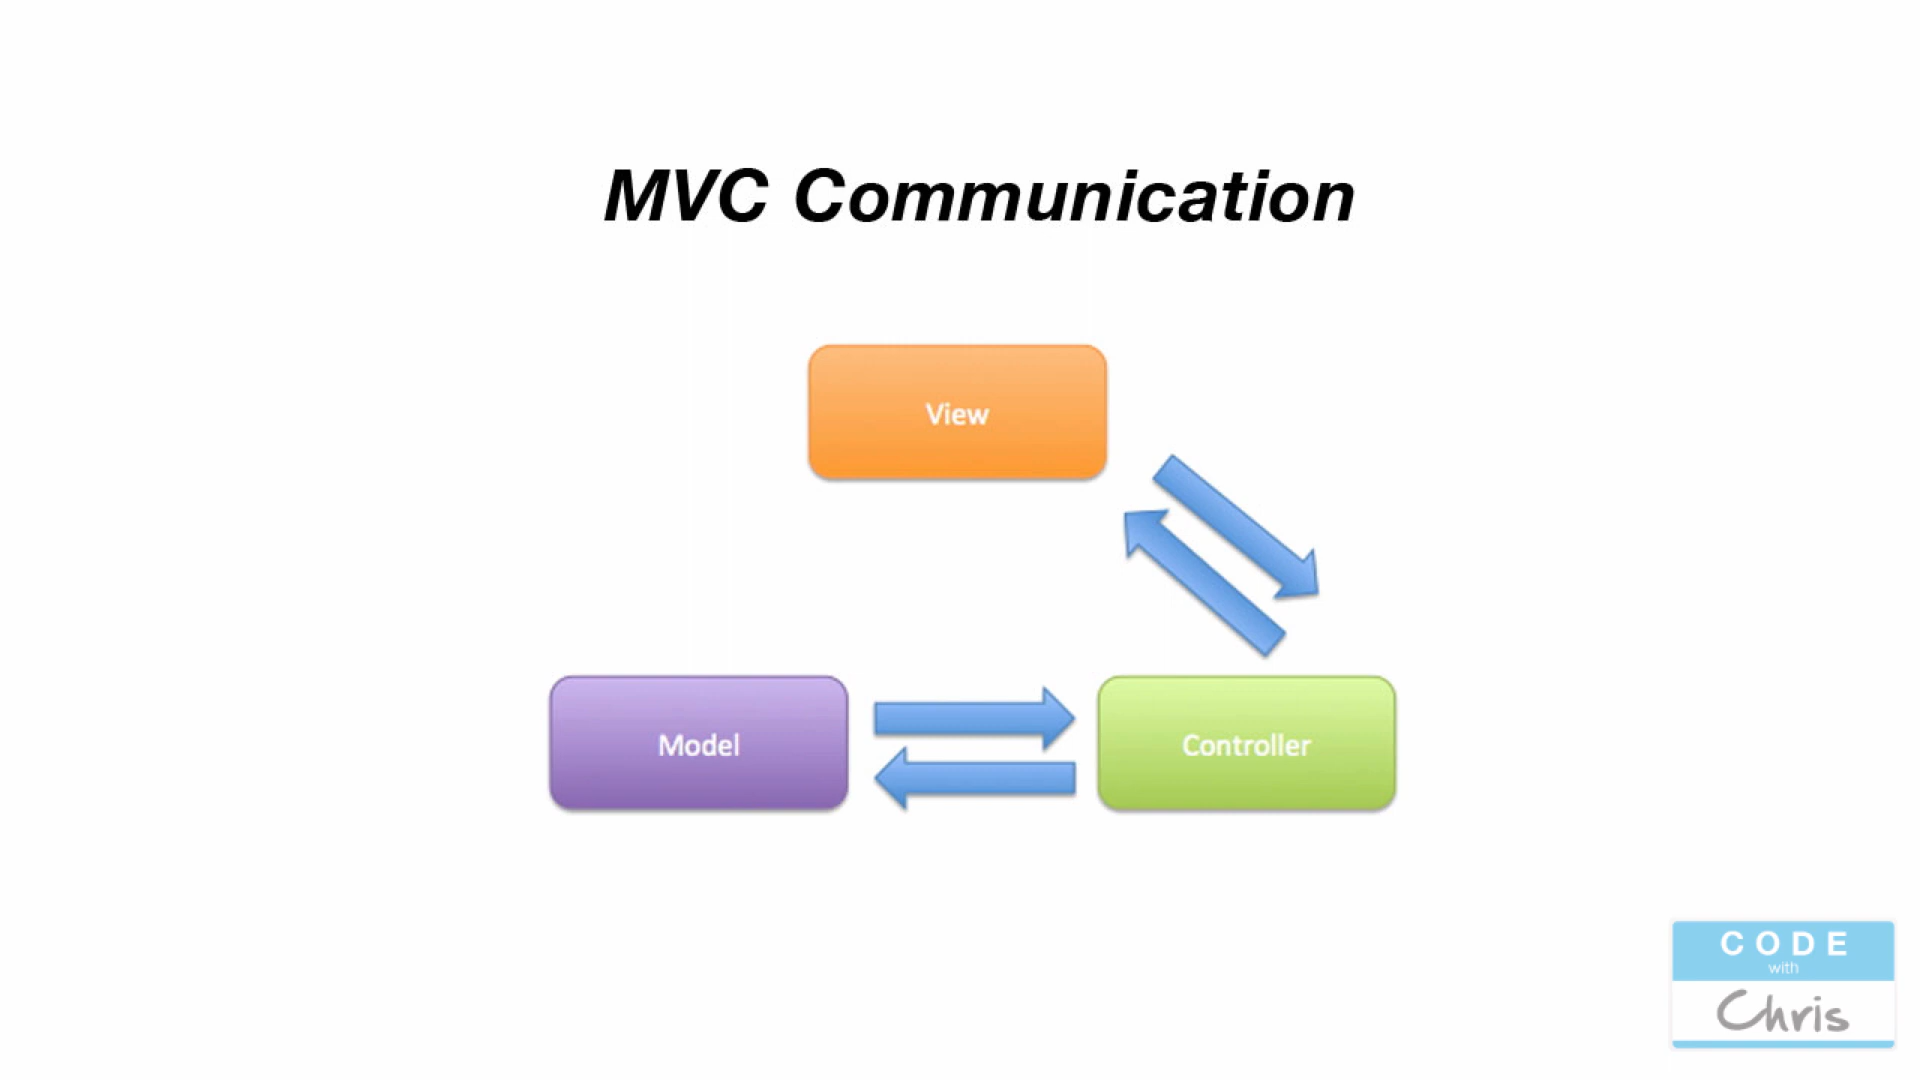 MVC Communication
View
Model
Controller
CODE
with
Chris